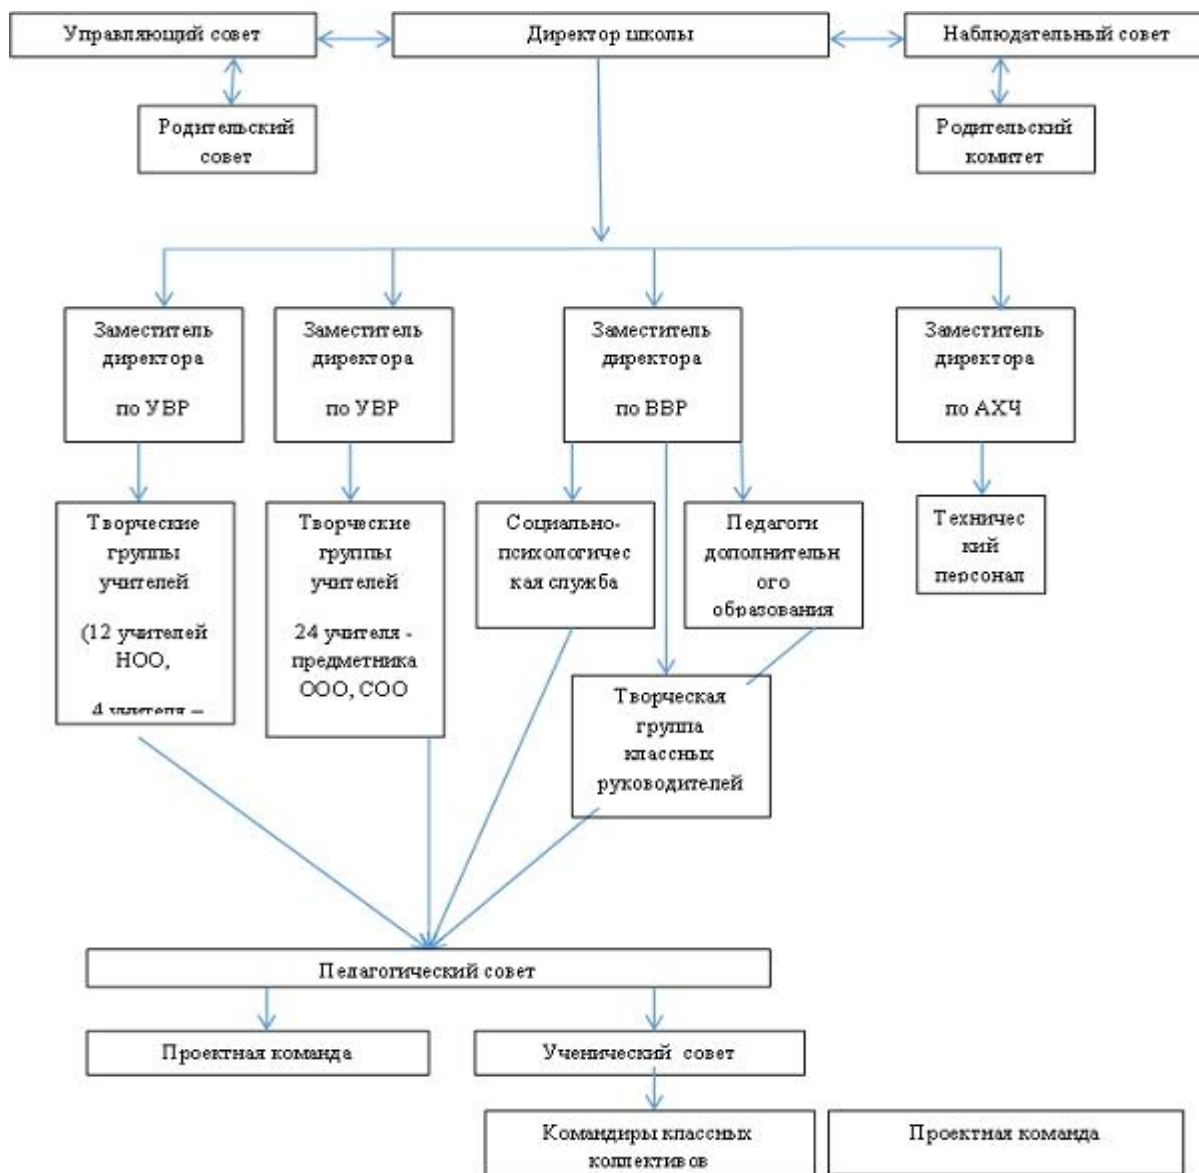 Управляющий совет
Директор школы
Наблюдательный совет
Родительский
совет
Родительский
комитет
Заместитель
директора
по УВР
Заместитель
директора
по УВР
Заместитель
директора
по ВВР
Заместитель
директора
по АХЧ
Творческие
группы
учителей
(12 учителей
НОО,
4 учителя –
Творческие
группы
учителей
24 учителя -
предметника
ООО, СОО
Социально-
психологичес
кая служба
Педагоги
дополнительн
ого
образования
Техничес
кий
персонал
Творческая
группа
классных
руководителей
Педагогический совет
Проектная команда
Ученический совет
Командиры классных
коллективов
Проектная команда